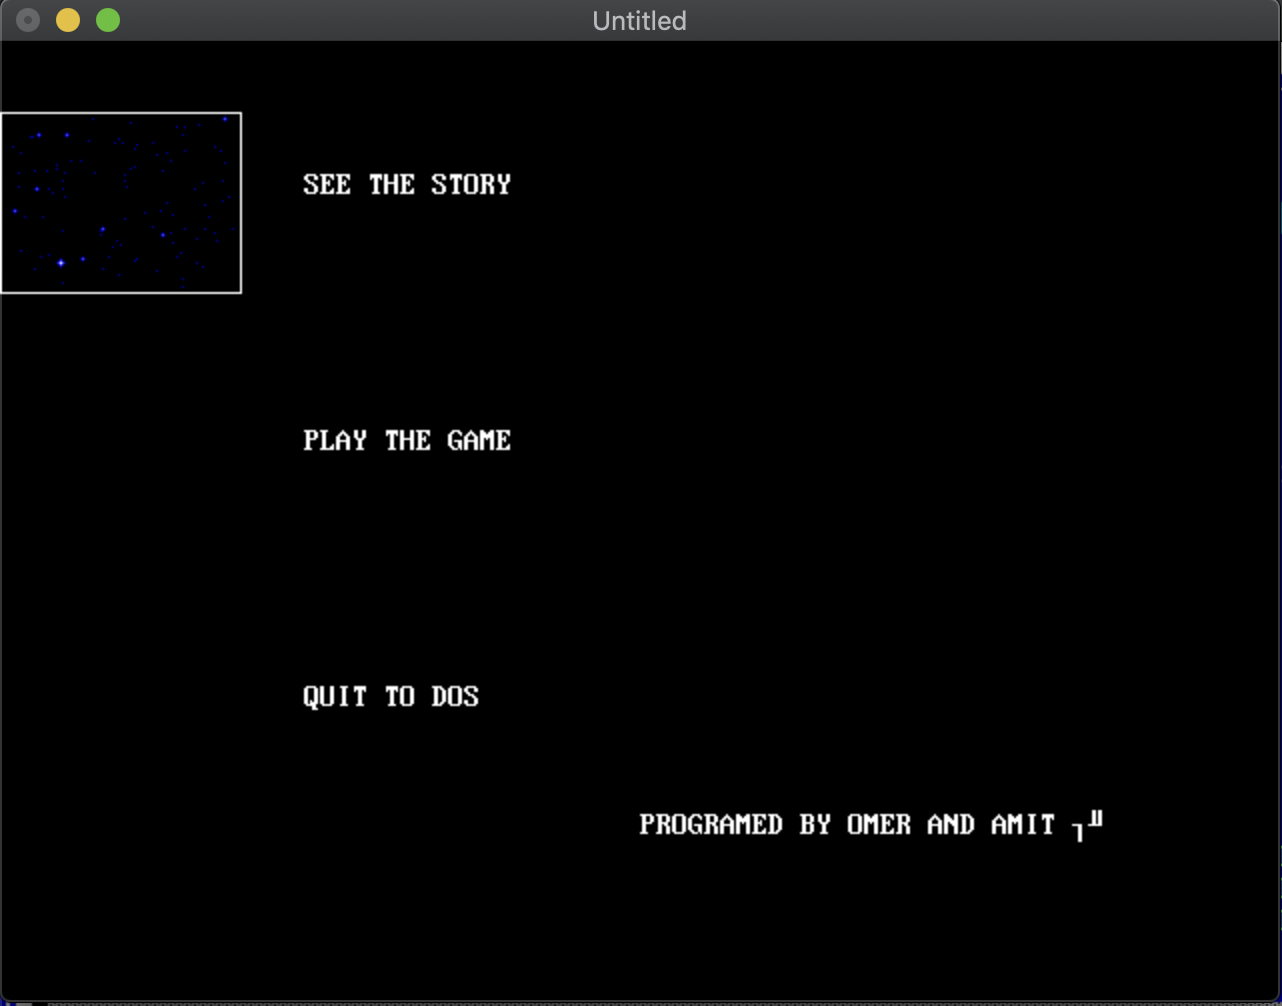 Untitled
SEE THE STORY
PLAY THE GAME
QUIT TO DOS
PROGRAMED BY OMER AND AMIT ┐╨